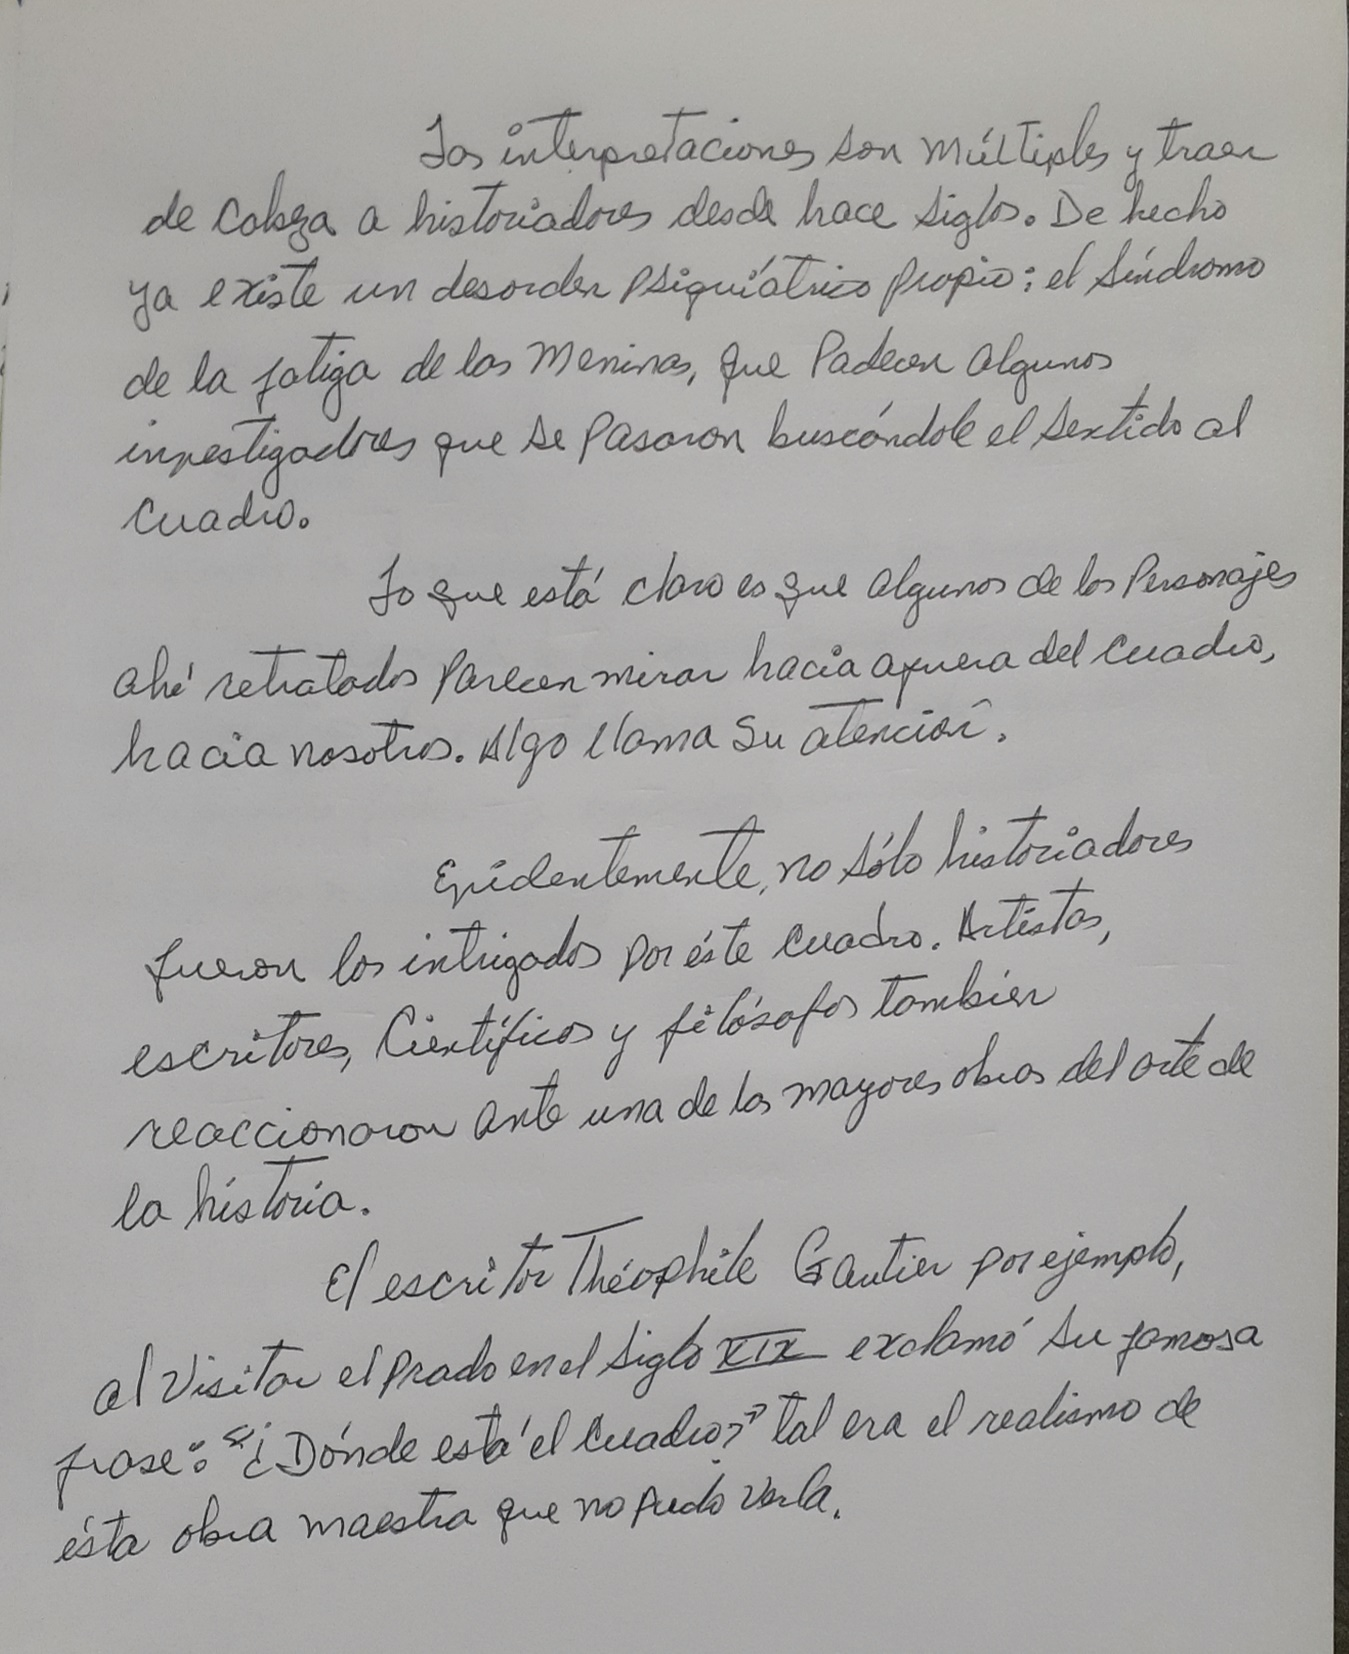 Las interpretaciones son múltiples y traen
de cabeza a historiadores desde hace siglos. De hecho
ya existe un desorden psiquiátrico propio: el síndrome
de la fatiga de las Meninas, que Padecen algunos
investigadores que se Pasaron buscándole el sentido al
Cuadro.
Lo que está claro es que algunos de los Personajes
ahí retratados Parecen mirar hacia afuera del cuadro,
hacia nosotros. Algo llama su atención.
Evidentemente, no sólo historiadores
fueron los intrigados por éste cuadro. Artistas,
escritores, Científicos y filósofos también
reaccionaron ante una de las mayores obras del arte de
la historia.
El escritor Théophile Gautier por ejemplo,
al Visitar el Prado en el siglo XIX exclamó su famosa
frase: "¿Dónde está el cuadro?" tal era el realismo de
ésta obra maestra que no pudo verla.